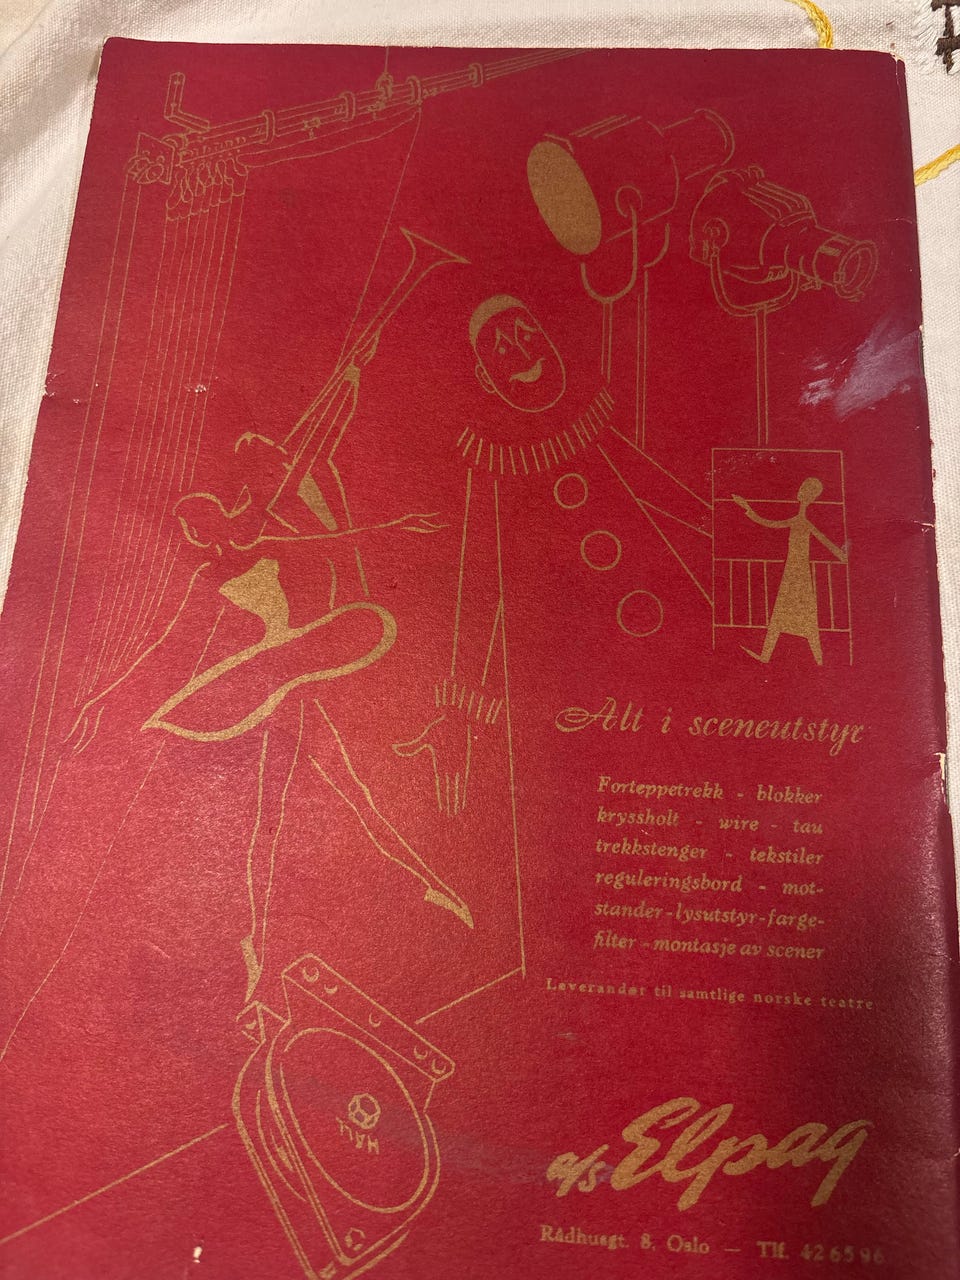 Alt i sceneutstyr
Forteppetrekk - blokker
kryssholt - wire - tau
trekkstenger - tekstiler
reguleringsbord - mot-
stander - lysutstyr - farge-
filter - montasje av scener
Leverandør til samtlige norske teatre
HALL
a/s Elpag
Rådhusgt. 8, Oslo — Tlf. 42 65 96